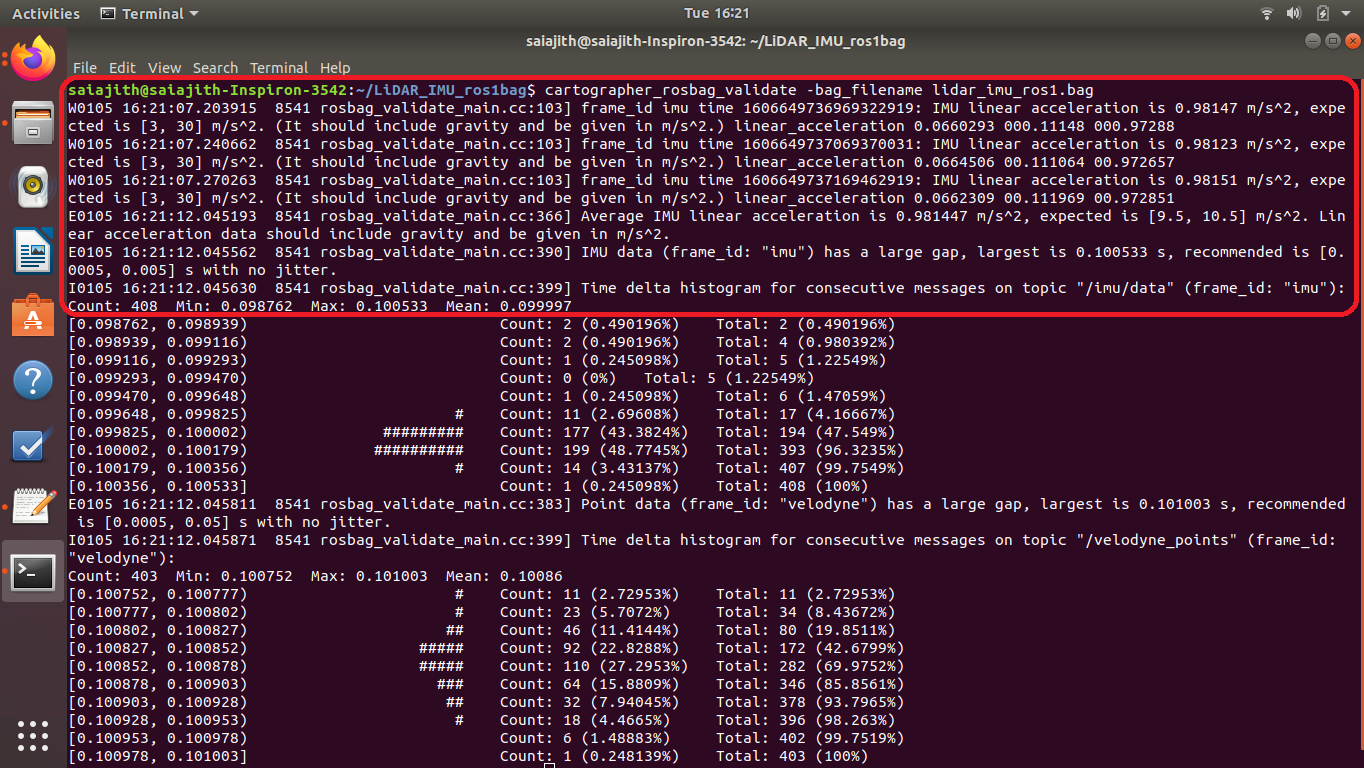 Activities Terminal Tue 16:21
saiajith@saiajith-Inspiron-3542: ~/LiDAR_IMU_ros1bag
File Edit View Search Terminal Help
saiajith@saiajith-Inspiron-3542:~/LiDAR_IMU_ros1bag$ cartographer_rosbag_validate -bag_filename lidar_imu_ros1.bag
W0105 16:21:07.203915  8541 rosbag_validate_main.cc:103] frame_id imu time 1606649736969322919: IMU linear acceleration is 0.98147 m/s^2, expe
cted is [3, 30] m/s^2. (It should include gravity and be given in m/s^2.) linear_acceleration 0.0660293 000.11148 000.97288
W0105 16:21:07.240662  8541 rosbag_validate_main.cc:103] frame_id imu time 1606649737069370031: IMU linear acceleration is 0.98123 m/s^2, expe
cted is [3, 30] m/s^2. (It should include gravity and be given in m/s^2.) linear_acceleration 0.0664506 00.111064 00.972657
W0105 16:21:07.270263  8541 rosbag_validate_main.cc:103] frame_id imu time 1606649737169462919: IMU linear acceleration is 0.98151 m/s^2, expe
cted is [3, 30] m/s^2. (It should include gravity and be given in m/s^2.) linear_acceleration 0.0662309 00.111969 00.972851
E0105 16:21:12.045193  8541 rosbag_validate_main.cc:366] Average IMU linear acceleration is 0.981447 m/s^2, expected is [9.5, 10.5] m/s^2. Lin
ear acceleration data should include gravity and be given in m/s^2.
E0105 16:21:12.045562  8541 rosbag_validate_main.cc:390] IMU data (frame_id: "imu") has a large gap, largest is 0.100533 s, recommended is [0.
0005, 0.005] s with no jitter.
I0105 16:21:12.045630  8541 rosbag_validate_main.cc:399] Time delta histogram for consecutive messages on topic "/imu/data" (frame_id: "imu"):
Count: 408  Min: 0.098762  Max: 0.100533  Mean: 0.099997
[0.098762, 0.098939) Count: 2 (0.490196%) Total: 2 (0.490196%)
[0.098939, 0.099116) Count: 2 (0.490196%) Total: 4 (0.980392%)
[0.099116, 0.099293) Count: 1 (0.245098%) Total: 5 (1.22549%)
[0.099293, 0.099470) Count: 0 (0%) Total: 5 (1.22549%)
[0.099470, 0.099648) Count: 1 (0.245098%) Total: 6 (1.47059%)
[0.099648, 0.099825) # Count: 11 (2.69608%) Total: 17 (4.16667%)
[0.099825, 0.100002) ######### Count: 177 (43.3824%) Total: 194 (47.549%)
[0.100002, 0.100179) ########## Count: 199 (48.7745%) Total: 393 (96.3235%)
[0.100179, 0.100356) # Count: 14 (3.43137%) Total: 407 (99.7549%)
[0.100356, 0.100533] Count: 1 (0.245098%) Total: 408 (100%)
E0105 16:21:12.045811  8541 rosbag_validate_main.cc:383] Point data (frame_id: "velodyne") has a large gap, largest is 0.101003 s, recommended
 is [0.0005, 0.05] s with no jitter.
I0105 16:21:12.045871  8541 rosbag_validate_main.cc:399] Time delta histogram for consecutive messages on topic "/velodyne_points" (frame_id:
"velodyne"):
Count: 403  Min: 0.100752  Max: 0.101003  Mean: 0.10086
[0.100752, 0.100777) # Count: 11 (2.72953%) Total: 11 (2.72953%)
[0.100777, 0.100802) # Count: 23 (5.7072%) Total: 34 (8.43672%)
[0.100802, 0.100827) ## Count: 46 (11.4144%) Total: 80 (19.8511%)
[0.100827, 0.100852) ##### Count: 92 (22.8288%) Total: 172 (42.6799%)
[0.100852, 0.100878) ##### Count: 110 (27.2953%) Total: 282 (69.9752%)
[0.100878, 0.100903) ### Count: 64 (15.8809%) Total: 346 (85.8561%)
[0.100903, 0.100928) ## Count: 32 (7.94045%) Total: 378 (93.7965%)
[0.100928, 0.100953) # Count: 18 (4.4665%) Total: 396 (98.263%)
[0.100953, 0.100978) Count: 6 (1.48883%) Total: 402 (99.7519%)
[0.100978, 0.101003] Count: 1 (0.248139%) Total: 403 (100%)